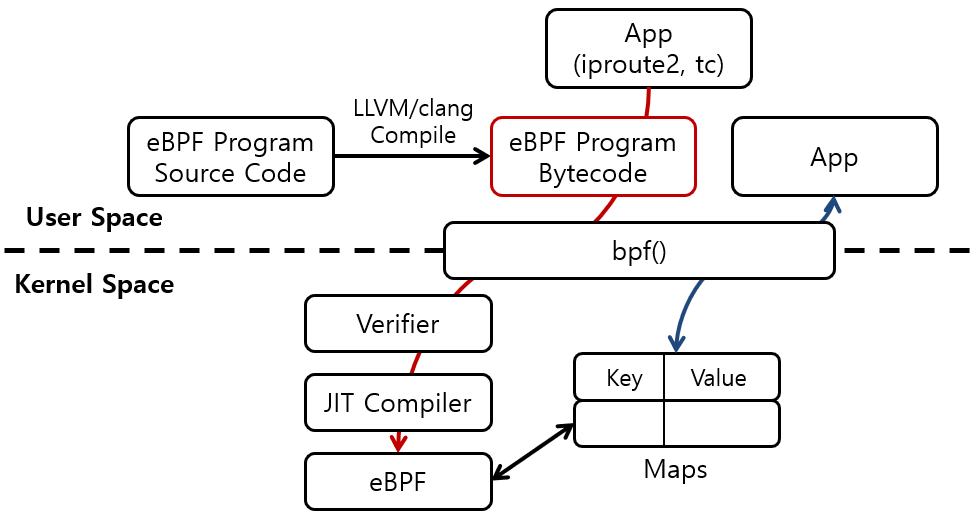 App
(iproute2, tc)
LLVM/clang
Compile
eBPF Program
Source Code
eBPF Program
Bytecode
App
User Space
bpf()
Kernel Space
Verifier
Key
Value
JIT Compiler
Maps
eBPF